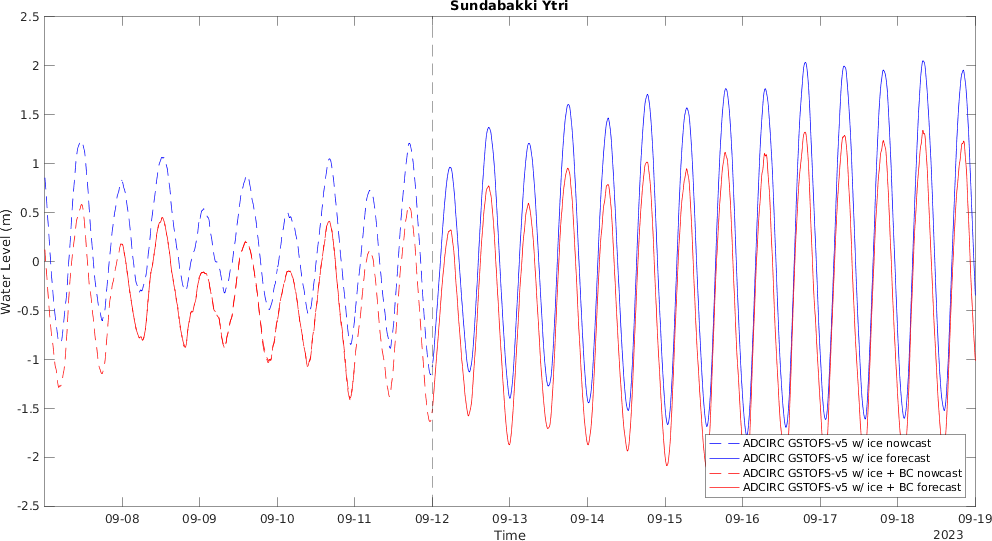 Sundabakki Ytri
2.5
2
1.5
1
0.5
0
-0.5
-1
-1.5
-2
-2.5
Water Level (m)
ADCIRC GSTOFS-v5 w/ ice nowcast
ADCIRC GSTOFS-v5 w/ ice forecast
ADCIRC GSTOFS-v5 w/ ice + BC nowcast
ADCIRC GSTOFS-v5 w/ ice + BC forecast
09-08 09-09 09-10 09-11 09-12 09-13 09-14 09-15 09-16 09-17 09-18 09-19
Time
2023